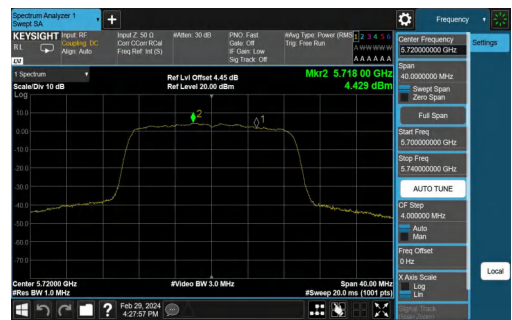 Spectrum Analyzer 1
Swept SA
Frequency
KEYSIGHT
RL
LXI
Input: RF
Coupling: DC
Align: Auto
Input Z: 50 Ω
Corr CCorr RCal
Freq Ref: Int (S)
#Atten: 30 dB
PNO: Fast
Gate: Off
IF Gain: Low
Sig Track: Off
#Avg Type: Power (RMS)
Trig: Free Run
1 2 3 4 5 6
A W W W W W
A A A A A A
1 Spectrum
Scale/Div 10 dB
Ref Lvl Offset 4.45 dB
Ref Level 20.00 dBm
Mkr2 5.718 00 GHz
4.429 dBm
Log
10.0
0.00
-10.0
-20.0
-30.0
-40.0
-50.0
-60.0
-70.0
2
1
Center 5.72000 GHz
#Res BW 1.0 MHz
#Video BW 3.0 MHz
Span 40.00 MHz
#Sweep 20.0 ms (1001 pts)
Center Frequency
5.720000000 GHz
Settings
Span
40.0000000 MHz
Swept Span
Zero Span
Full Span
Start Freq
5.700000000 GHz
Stop Freq
5.740000000 GHz
AUTO TUNE
CF Step
4.000000 MHz
Auto
Man
Freq Offset
0 Hz
X Axis Scale
Log
Lin
Signal Track
Local
?
Feb 29, 2024
4:27:57 PM